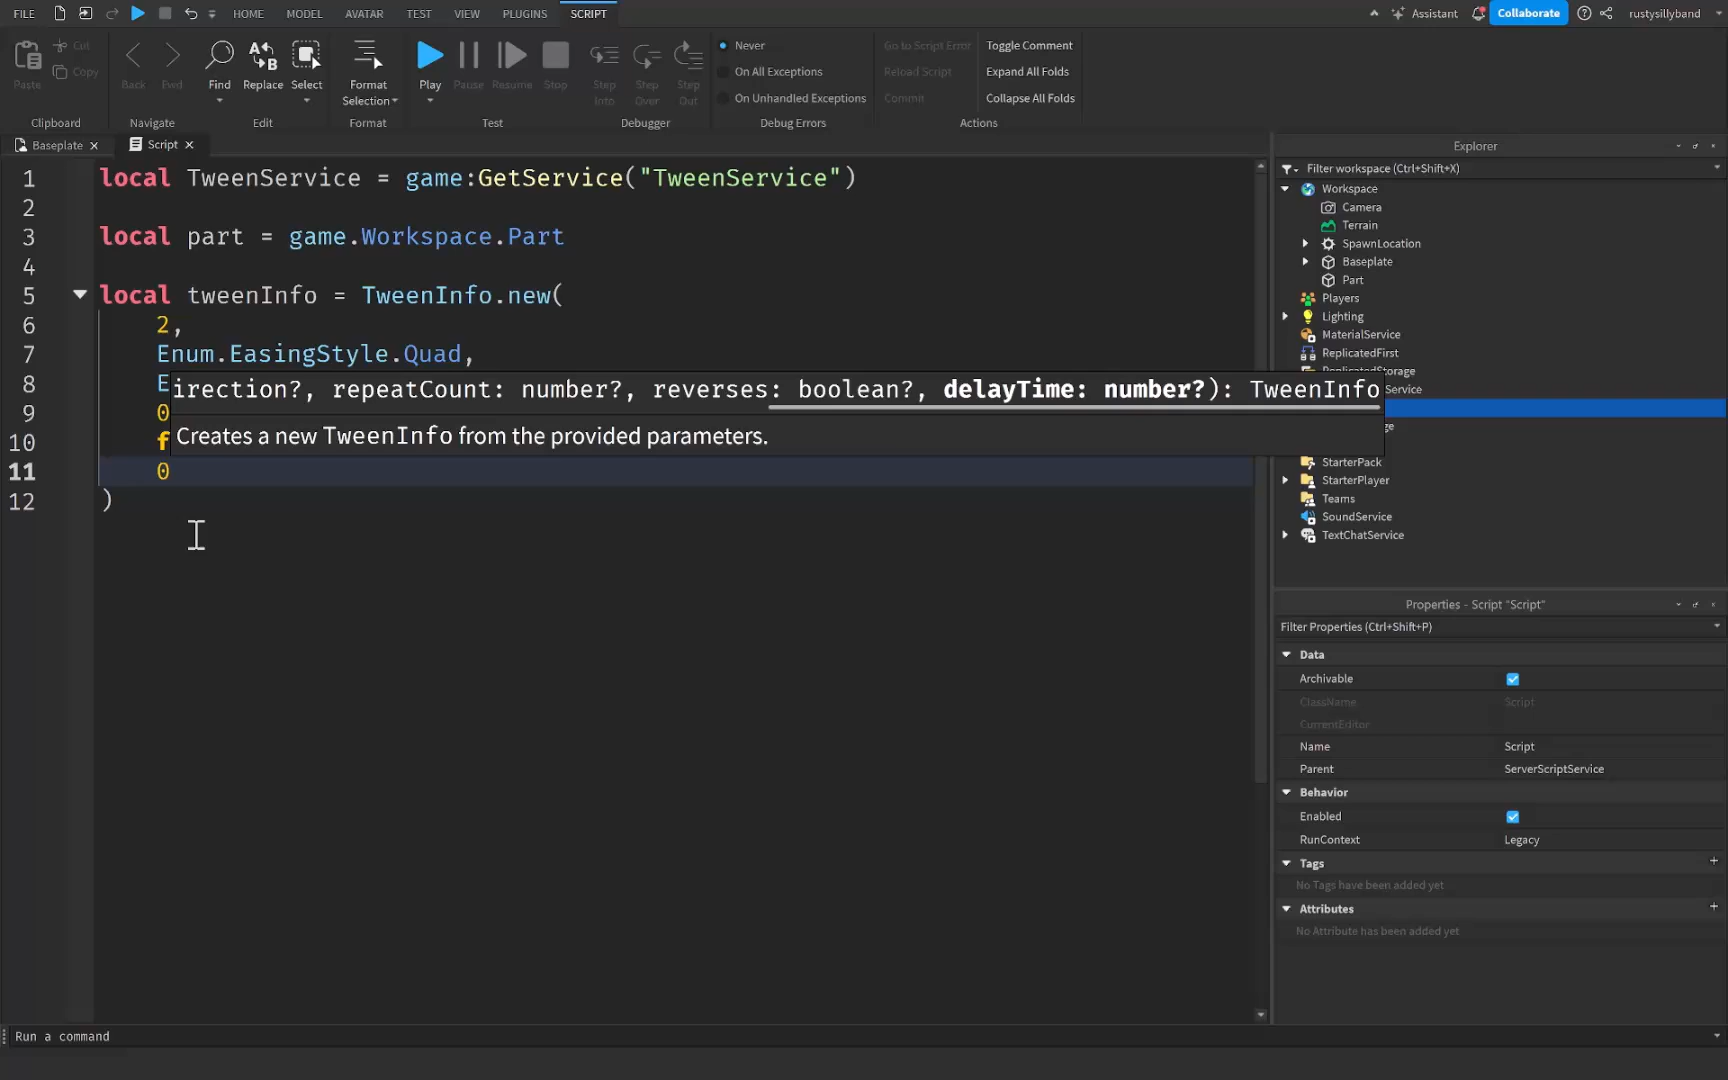 FILE HOME MODEL AVATAR TEST VIEW PLUGINS SCRIPT Assistant Collaborate rustysillyband
Paste Cut Copy Back Fwd Find Replace Select Format Selection Play Pause Resume Stop Step Into Step Over Step Out
Never
On All Exceptions
On Unhandled Exceptions
Go to Script Error
Reload Script
Commit
Toggle Comment
Expand All Folds
Collapse All Folds
Clipboard Navigate Edit Format Test Debugger Debug Errors Actions
Baseplate Script
1 local TweenService = game:GetService("TweenService")
2
3 local part = game.Workspace.Part
4
5 local tweenInfo = TweenInfo.new(
6 2,
7 Enum.EasingStyle.Quad,
8 E
irection?, repeatCount: number?, reverses: boolean?, delayTime: number?): TweenInfo
9 0
Creates a new TweenInfo from the provided parameters.
10 f
11 0
12 )
Explorer
Filter workspace (Ctrl+Shift+X)
Workspace
Camera
Terrain
SpawnLocation
Baseplate
Part
Players
Lighting
MaterialService
ReplicatedFirst
StarterPack
StarterPlayer
Teams
SoundService
TextChatService
Properties - Script "Script"
Filter Properties (Ctrl+Shift+P)
Data
Archivable
ClassName Script
CurrentEditor
Name Script
Parent ServerScriptService
Behavior
Enabled
RunContext Legacy
Tags
No Tags have been added yet
Attributes
No Attribute has been added yet
Run a command